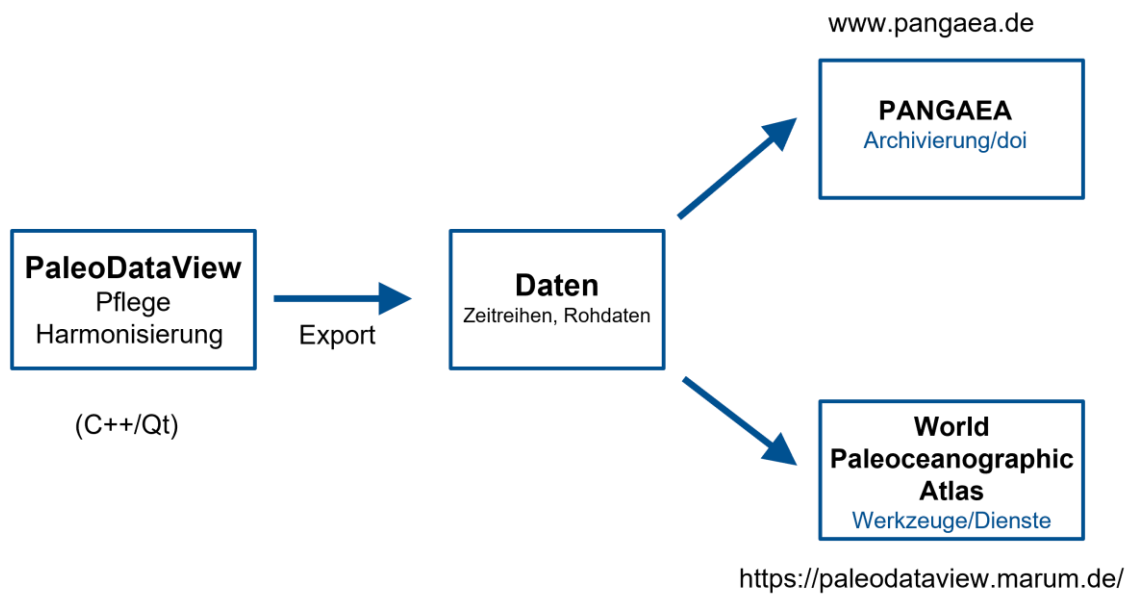 www.pangaea.de
PANGAEA
Archivierung/doi
PaleoDataView
Pflege
Harmonisierung
(C++/Qt)
Export
Daten
Zeitreihen, Rohdaten
World
Paleoceanographic
Atlas
Werkzeuge/Dienste
https://paleodataview.marum.de/